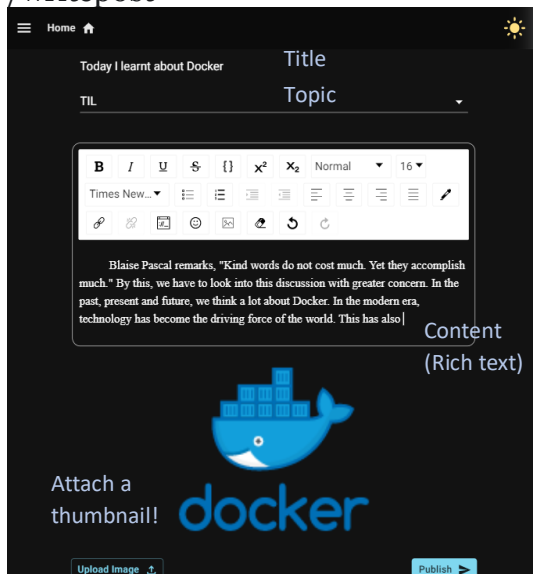 Home
Today I learnt about Docker
Title
TIL
Topic
B I U S {} X² X₂ Normal 16
Times New...
Blaise Pascal remarks, "Kind words do not cost much. Yet they accomplish
much." By this, we have to look into this discussion with greater concern. In the
past, present and future, we think a lot about Docker. In the modern era,
technology has become the driving force of the world. This has also
Content
(Rich text)
Attach a
thumbnail!
docker
Upload Image
Publish